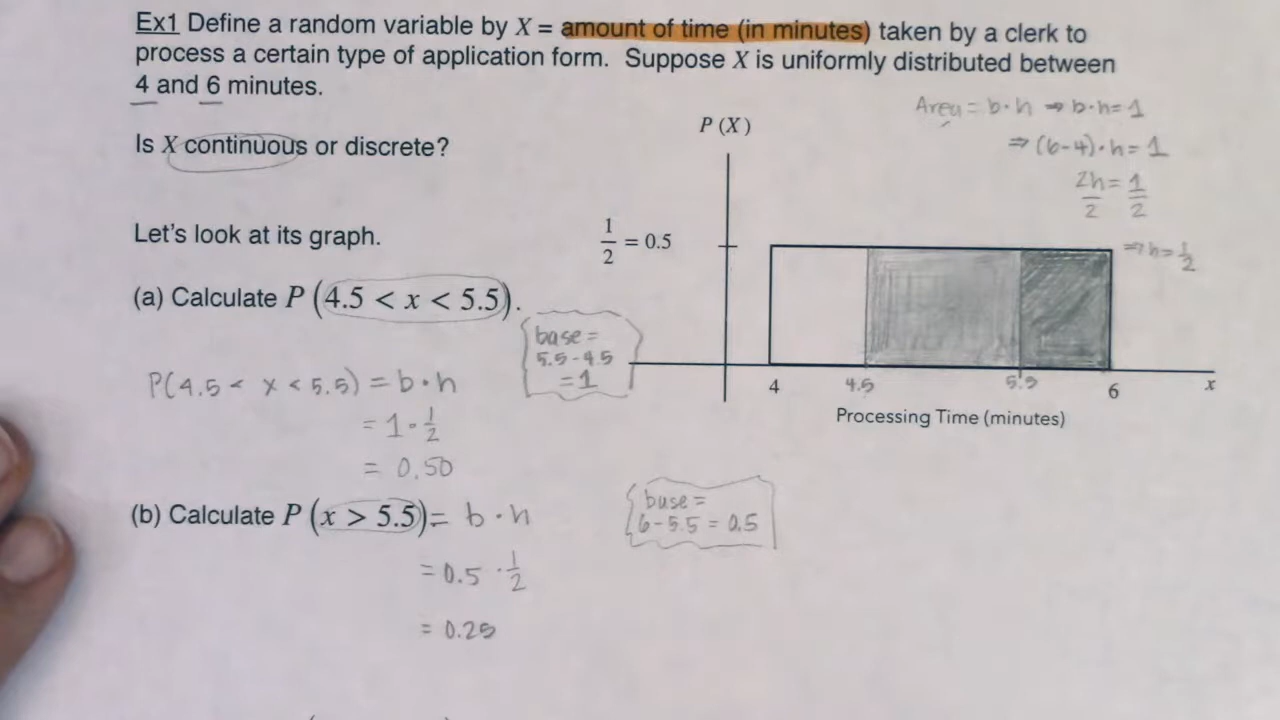 Ex1 Define a random variable by X = amount of time (in minutes) taken by a clerk to
process a certain type of application form. Suppose X is uniformly distributed between
4 and 6 minutes.
Area = b·h ⇒ b·h = 1
P (X)
Is X continuous or discrete?
⇒ (6-4)·h = 1
2h/2 = 1/2
Let's look at its graph.
1/2 = 0.5
⇒ h = 1/2
(a) Calculate P (4.5 < x < 5.5).
base =
5.5 - 4.5
= 1
P(4.5 < x < 5.5) = b·h
4 4.5 5.5 6 x
Processing Time (minutes)
= 1 · 1/2
= 0.50
(b) Calculate P (x > 5.5) = b · h
base =
6 - 5.5 = 0.5
= 0.5 · 1/2
= 0.25